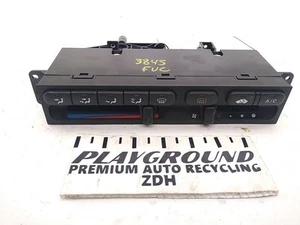 3845
FUC
A/C
PLAYGROUND
PREMIUM AUTO RECYCLING
ZDH